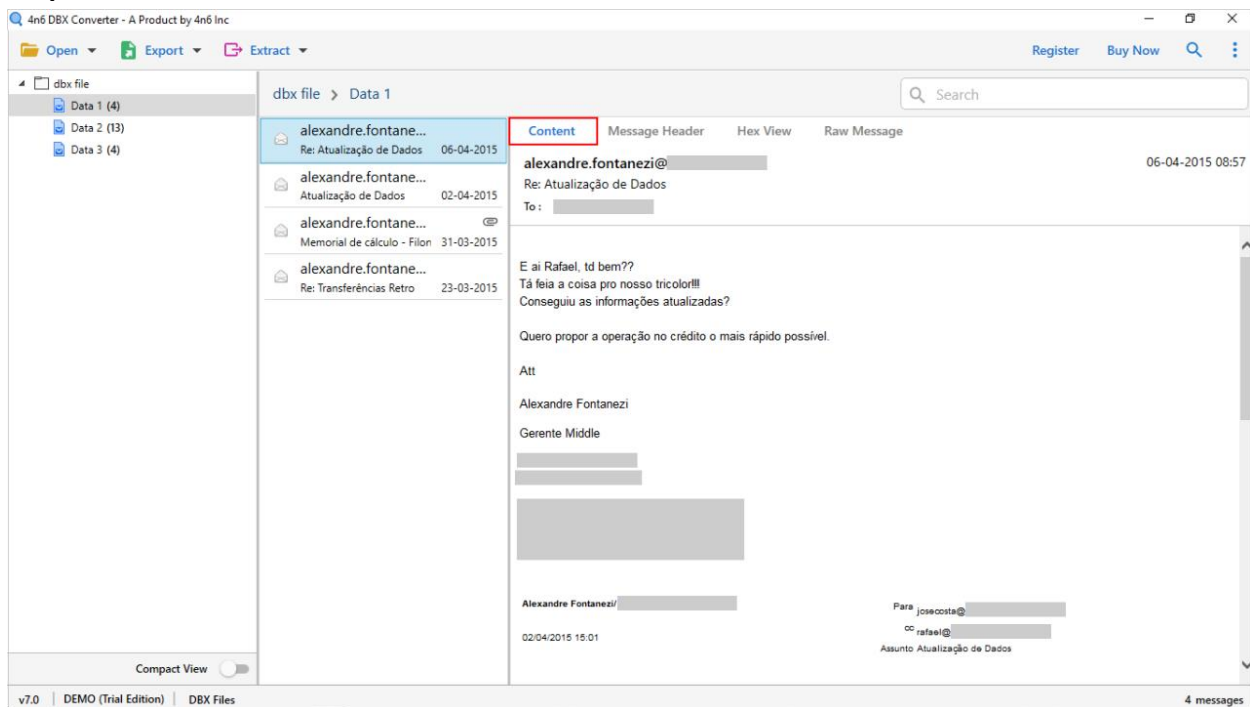 4n6 DBX Converter - A Product by 4n6 Inc
Open Export Extract Register Buy Now
dbx file
Data 1 (4)
Data 2 (13)
Data 3 (4)
dbx file > Data 1
Search
alexandre.fontane...
Re: Atualização de Dados 06-04-2015
alexandre.fontane...
Atualização de Dados 02-04-2015
alexandre.fontane...
Memorial de cálculo - Filon 31-03-2015
alexandre.fontane...
Re: Transferências Retro 23-03-2015
Content Message Header Hex View Raw Message
alexandre.fontanezi@ 06-04-2015 08:57
Re: Atualização de Dados
To :
E ai Rafael, td bem??
Tá feia a coisa pro nosso tricolor!!!
Conseguiu as informações atualizadas?
Quero propor a operação no crédito o mais rápido possível.
Att
Alexandre Fontanezi
Gerente Middle
Alexandre Fontanezi/
02/04/2015 15:01
Para josecosta@
cc rafael@
Assunto Atualização de Dados
Compact View
v7.0 | DEMO (Trial Edition) | DBX Files 4 messages